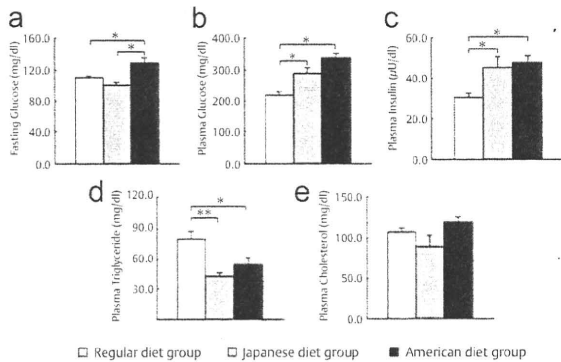 a
b
c
160.0
120.0
80.0
40.0
0.0
Fasting Glucose (mg/dl)
*
*
400.0
300.0
200.0
100.0
0.0
Plasma Glucose (mg/dl)
*
*
60.0
40.0
20.0
0.0
Plasma Insulin (µU/dl)
*
*
d
e
120.0
90.0
60.0
30.0
Plasma Triglyceride (mg/dl)
*
**
150.0
100.0
50.0
0.0
Plasma Cholesterol (mg/dl)
Regular diet group
Japanese diet group
American diet group